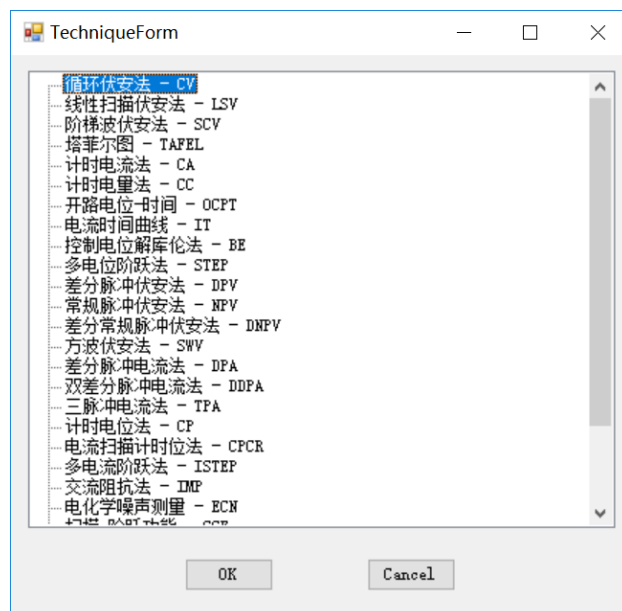 TechniqueForm
循环伏安法 - CV
线性扫描伏安法 - LSV
阶梯波伏安法 - SCV
塔菲尔图 - TAFEL
计时电流法 - CA
计时电量法 - CC
开路电位-时间 - OCPT
电流时间曲线 - IT
控制电位解库伦法 - BE
多电位阶跃法 - STEP
差分脉冲伏安法 - DPV
常规脉冲伏安法 - NPV
差分常规脉冲伏安法 - DNPV
方波伏安法 - SWV
差分脉冲电流法 - DPA
双差分脉冲电流法 - DDPA
三脉冲电流法 - TPA
计时电位法 - CP
电流扫描计时位法 - CPCR
多电流阶跃法 - ISTEP
交流阻抗法 - IMP
电化学噪声测量 - ECN
OK
Cancel